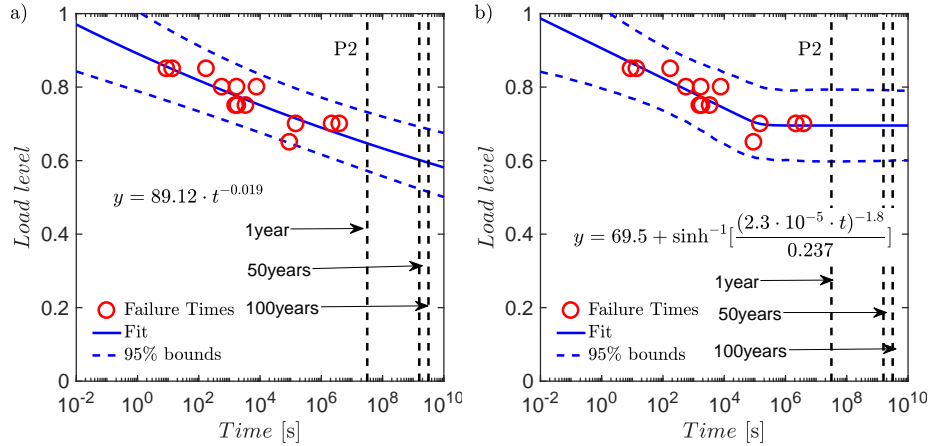 a)
P2
y = 89.12 · t^{−0.019}
1year
50years
100years
Failure Times
Fit
95% bounds
Load level
1
0.8
0.6
0.4
0.2
0
10^{-2} 10^{0} 10^{2} 10^{4} 10^{6} 10^{8} 10^{10}
Time [s]
b)
P2
y = 69.5 + sinh^{−1}[\frac{(2.3 · 10^{−5} · t)^{−1.8}}{0.237}]
1year
50years
100years
Failure Times
Fit
95% bounds
Load level
1
0.8
0.6
0.4
0.2
0
10^{-2} 10^{0} 10^{2} 10^{4} 10^{6} 10^{8} 10^{10}
Time [s]